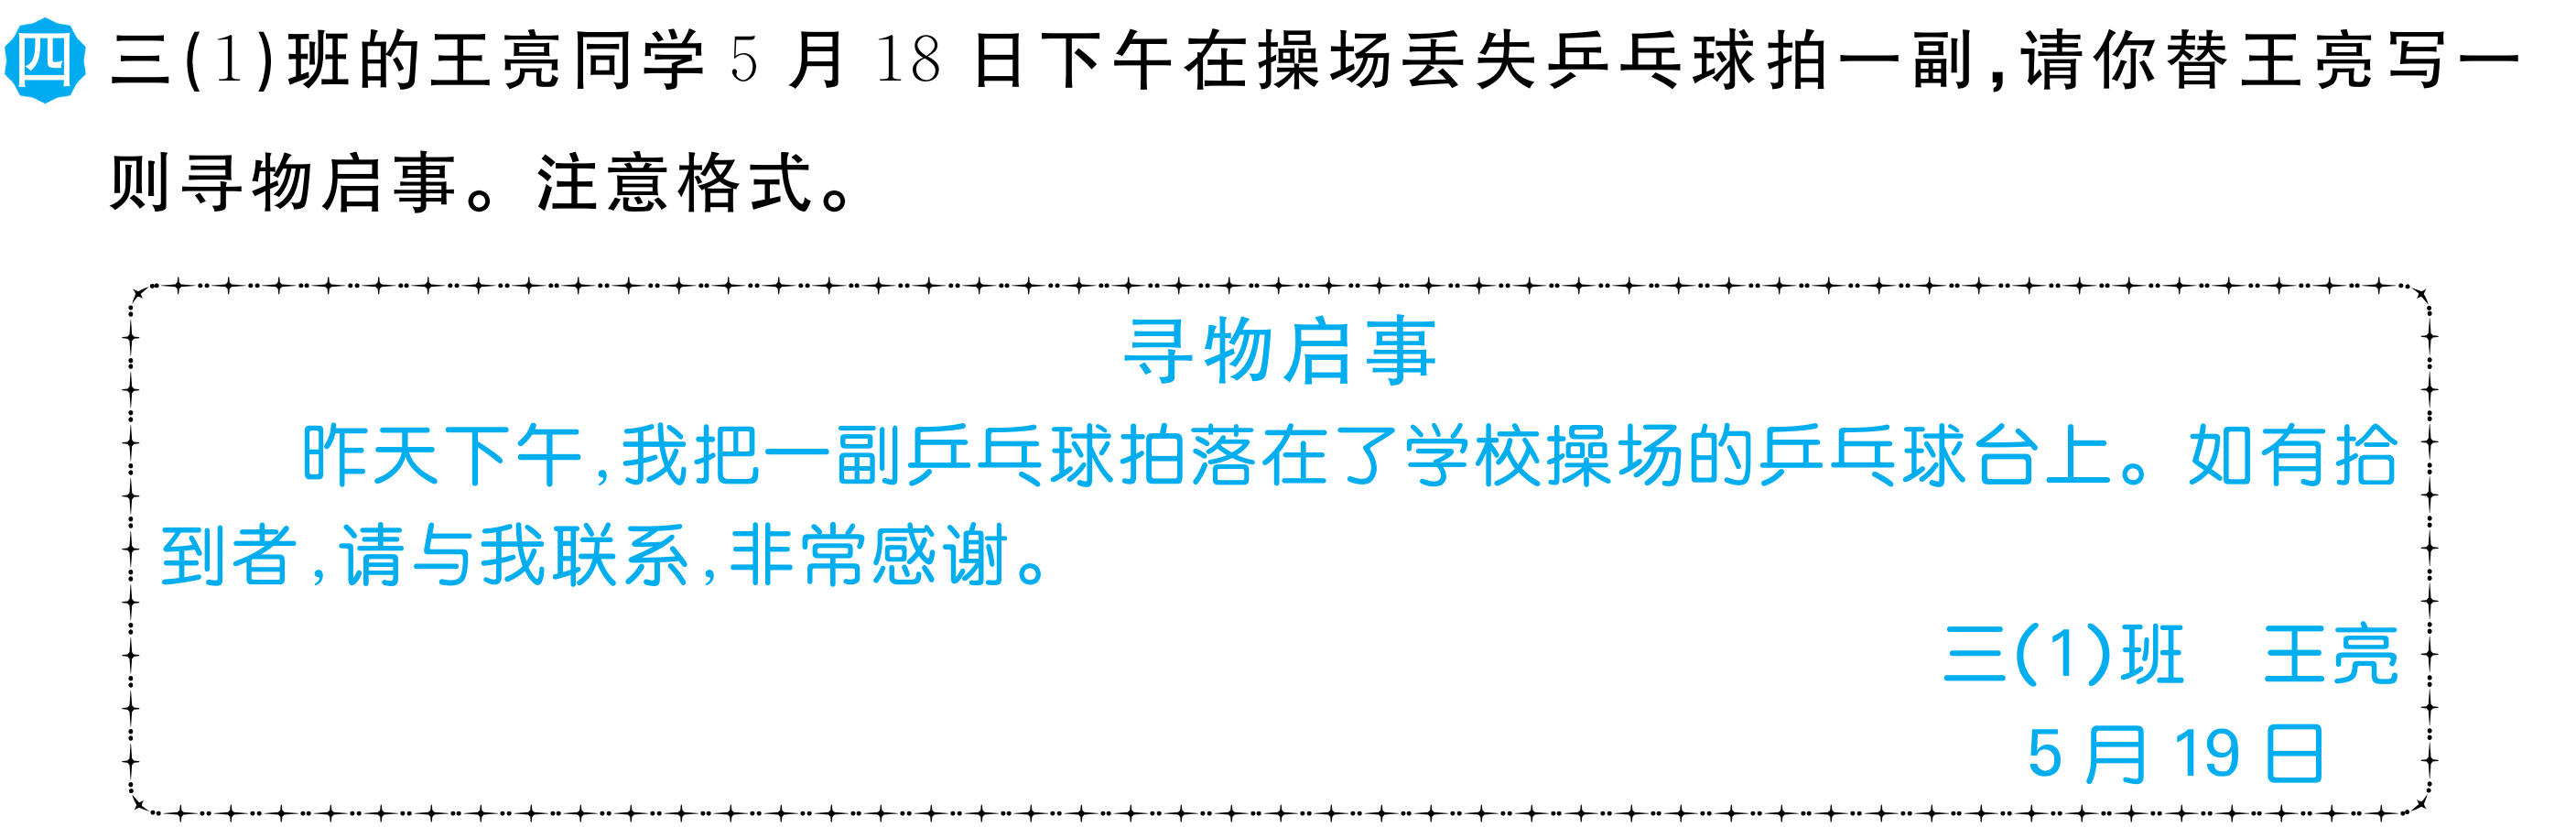 四 三(1)班的王亮同学 5 月 18 日下午在操场丢失乒乓球拍一副,请你替王亮写一
则寻物启事。注意格式。
寻物启事
昨天下午,我把一副乒乓球拍落在了学校操场的乒乓球台上。如有拾
到者,请与我联系,非常感谢。
三(1)班　王亮
5 月 19 日